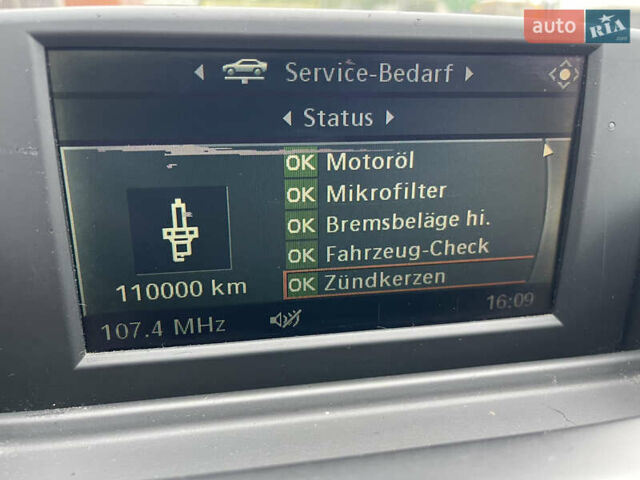 auto RIA
.com
Service-Bedarf
Status
OK Motoröl
OK Mikrofilter
OK Bremsbeläge hi.
OK Fahrzeug-Check
OK Zündkerzen
110000 km
107.4 MHz
16:09